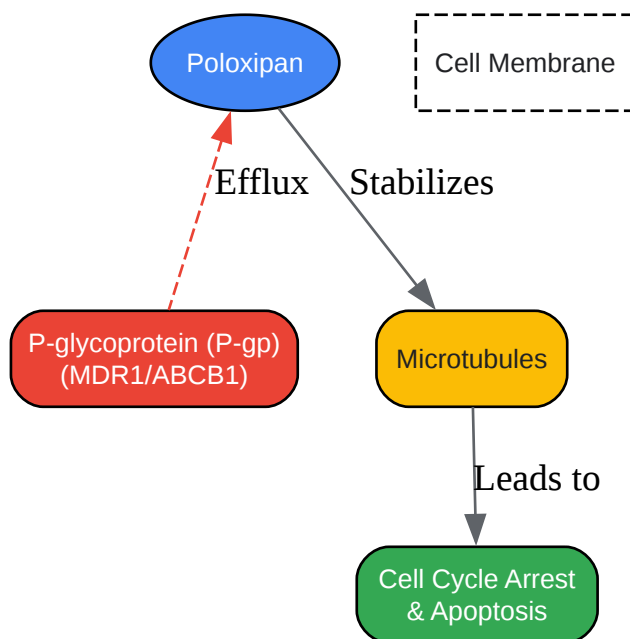 Poloxipan
Cell Membrane
Efflux
Stabilizes
P-glycoprotein (P-gp)
(MDR1/ABCB1)
Microtubules
Leads to
Cell Cycle Arrest
& Apoptosis